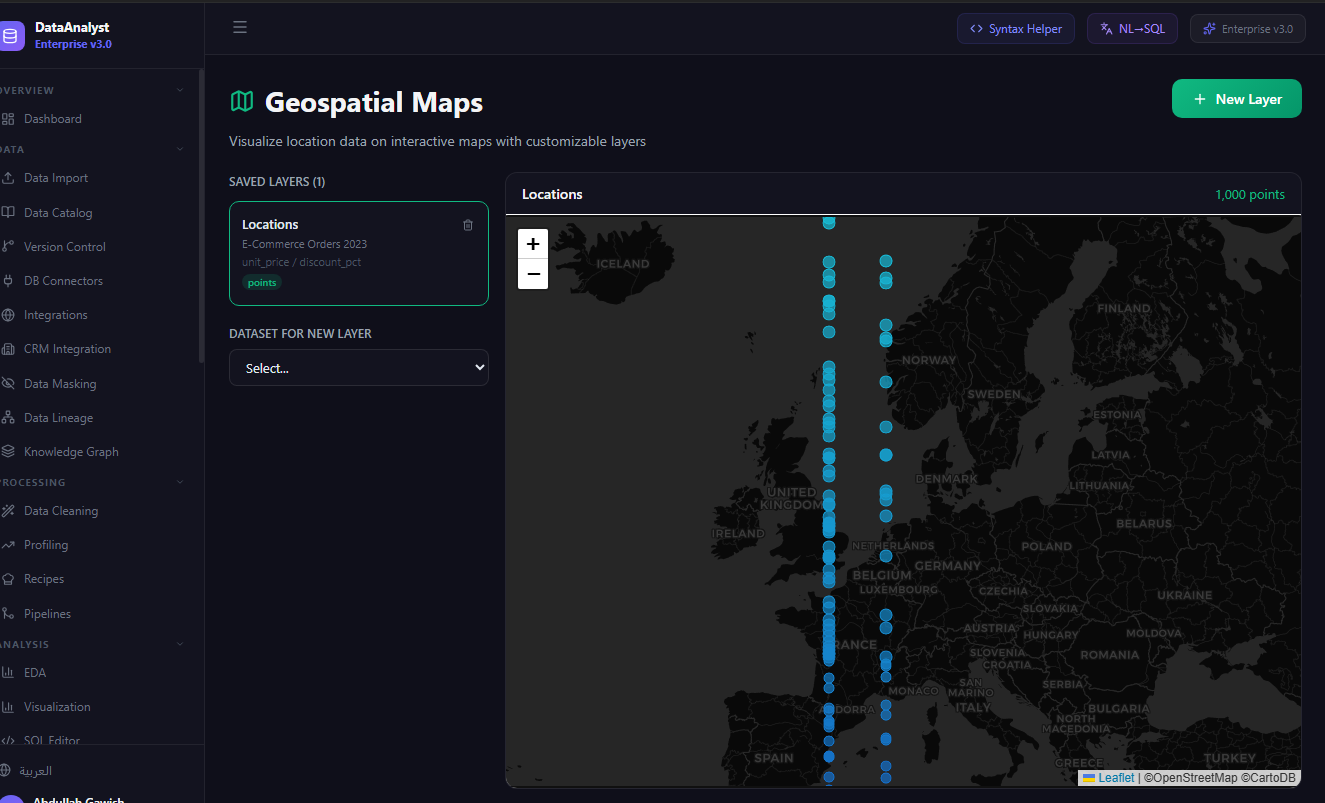 DataAnalyst
Enterprise v3.0
OVERVIEW
Dashboard
DATA
Data Import
Data Catalog
Version Control
DB Connectors
Integrations
CRM Integration
Data Masking
Data Lineage
Knowledge Graph
PROCESSING
Data Cleaning
Profiling
Recipes
Pipelines
ANALYSIS
EDA
Visualization
SQL Editor
العربية
Abdullah Gawish
Syntax Helper
NL→SQL
Enterprise v3.0
Geospatial Maps
+ New Layer
Visualize location data on interactive maps with customizable layers
SAVED LAYERS (1)
Locations
E-Commerce Orders 2023
unit_price / discount_pct
points
DATASET FOR NEW LAYER
Select...
Locations
1,000 points
+
−
ICELAND
FINLAND
NORWAY
SWEDEN
ESTONIA
LATVIA
DENMARK
LITHUANIA
UNITED
KINGDOM
BELARUS
IRELAND
NETHERLANDS
POLAND
GERMANY
BELGIUM
LUXEMBOURG
CZECHIA
UKRAINE
SLOVAKIA
AUSTRIA
HUNGARY
MOLDOVA
RANCE
SLOVENIA
ROMANIA
CROATIA
MONACO
SAN
MARINO
SERBIA
ANDORRA
ITALY
BULGARIA
NORTH
MACEDONIA
SPAIN
GREECE
TURKEY
Leaflet | ©OpenStreetMap ©CartoDB